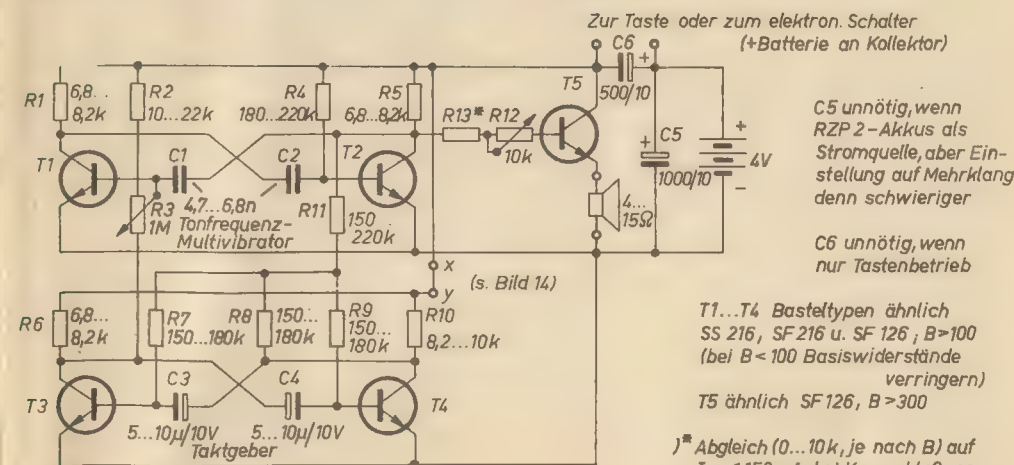 Zur Taste oder zum elektron. Schalter
(+Batterie an Kollektor)
C6
+
500/10
T5
R1
6,8...
8,2k
R2
10...22k
R4
180...220k
R5
6,8...8,2k
R13*
R12
10k
C5
+
1000/10
+
4V
−
T1
C1
C2
T2
4,7...6,8n
Tonfrequenz-
Multivibrator
R3
1M
R11
150
220k
4...
15Ω
x
y
(s. Bild 14)
R6
6,8...
8,2k
R7
150...180k
R8
150...
180k
R9
150...
180k
R10
8,2...10k
T3
C3
C4
T4
5...10µ/10V
5...10µ/10V
Taktgeber
C5 unnötig, wenn
RZP 2-Akkus als
Stromquelle, aber Ein-
stellung auf Mehrklang
denn schwieriger
C6 unnötig, wenn
nur Tastenbetrieb
T1...T4 Basteltypen ähnlich
SS 216, SF 216 u. SF 126 ; B>100
(bei B<100 Basiswiderstände
verringern)
T5 ähnlich SF 126, B>300
)* Abgleich (0...10k, je nach B) auf